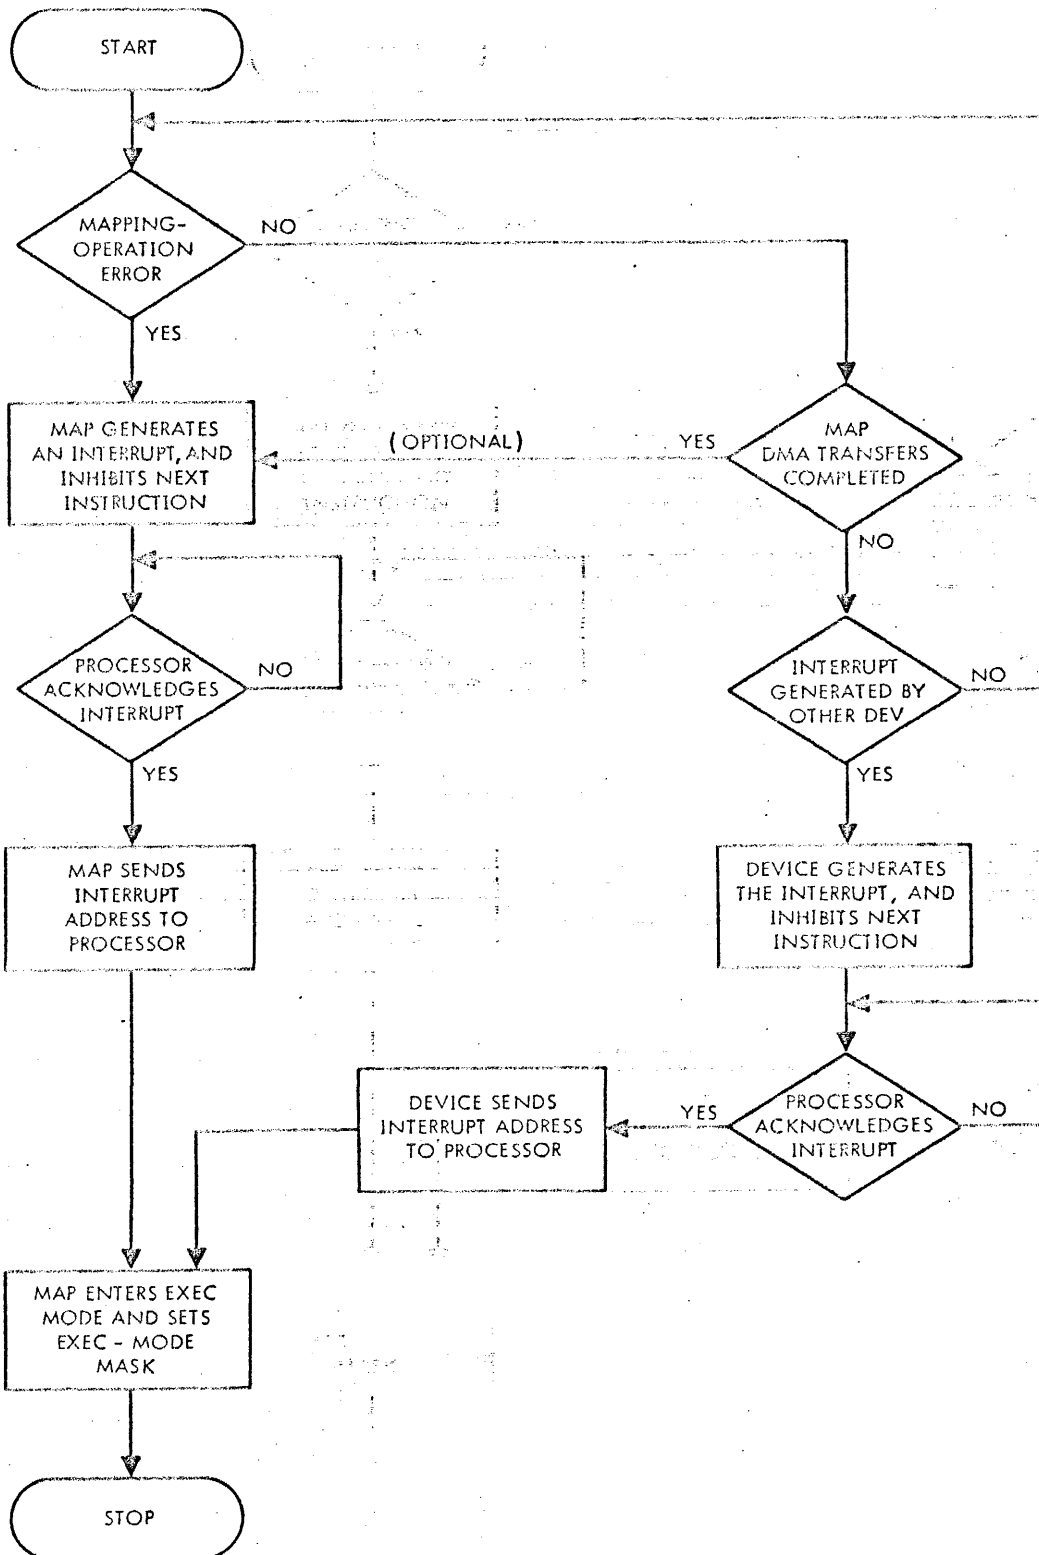 START
MAPPING-
OPERATION
ERROR
NO
YES
MAP GENERATES
AN INTERRUPT, AND
INHIBITS NEXT
INSTRUCTION
(OPTIONAL)
YES
MAP
DMA TRANSFERS
COMPLETED
NO
PROCESSOR
ACKNOWLEDGES
INTERRUPT
NO
YES
INTERRUPT
GENERATED BY
OTHER DEV
NO
YES
MAP SENDS
INTERRUPT
ADDRESS TO
PROCESSOR
DEVICE GENERATES
THE INTERRUPT, AND
INHIBITS NEXT
INSTRUCTION
DEVICE SENDS
INTERRUPT ADDRESS
TO PROCESSOR
YES
PROCESSOR
ACKNOWLEDGES
INTERRUPT
NO
MAP ENTERS EXEC
MODE AND SETS
EXEC - MODE
MASK
STOP